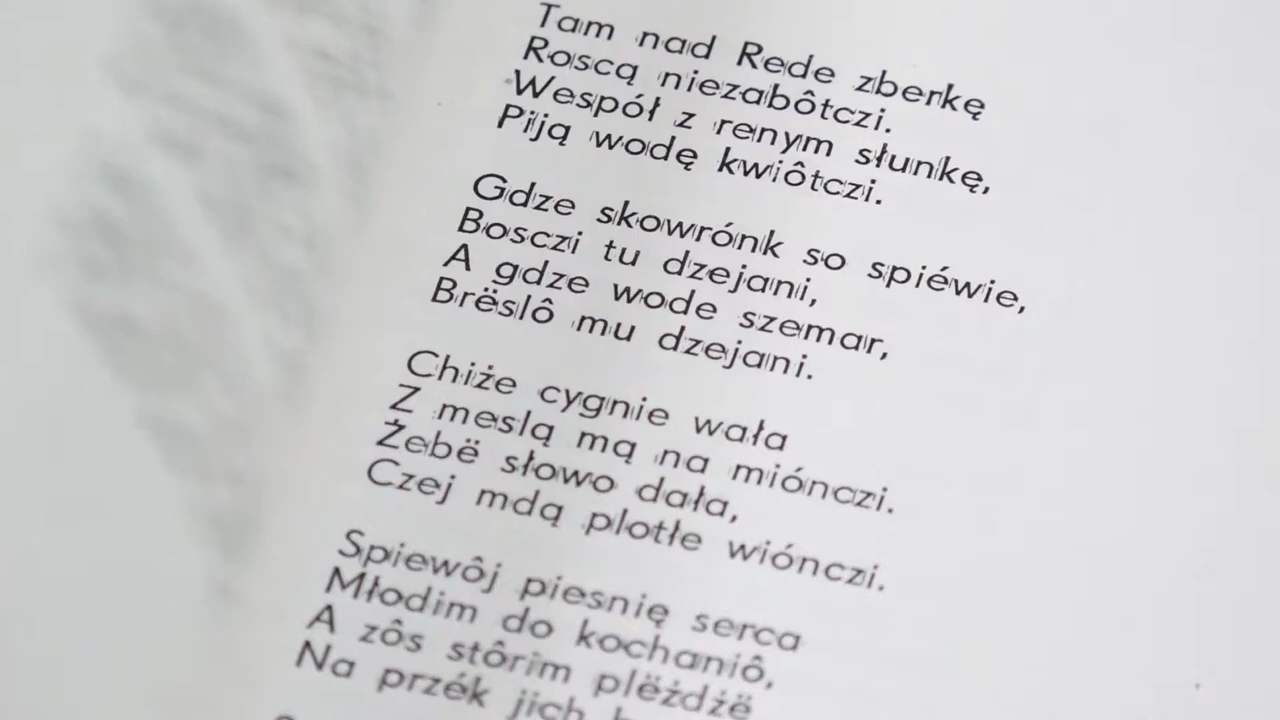 Tam nad Rede zberkę
Roscą niezabôtczi.
Wespół z renym słunkę,
Piją wodę kwiôtczi.
Gdze skowrónk so spiéwie,
Bosczi tu dzejani,
A gdze wode szemar,
Brëslô mu dzejani.
Chiże cygnie wała
Z meslą mą na miónczi.
Żebë słowo dała,
Czej mdą plotłe wiónczi.
Spiewôj piesnię serca
Młodim do kochaniô,
A zôs stôrim plëżdżë
Na przék jich